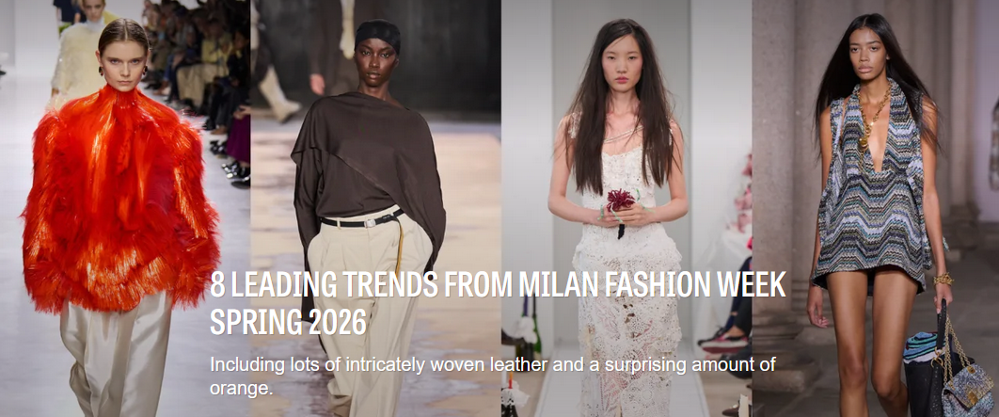 8 LEADING TRENDS FROM MILAN FASHION WEEK
SPRING 2026
Including lots of intricately woven leather and a surprising amount of
orange.